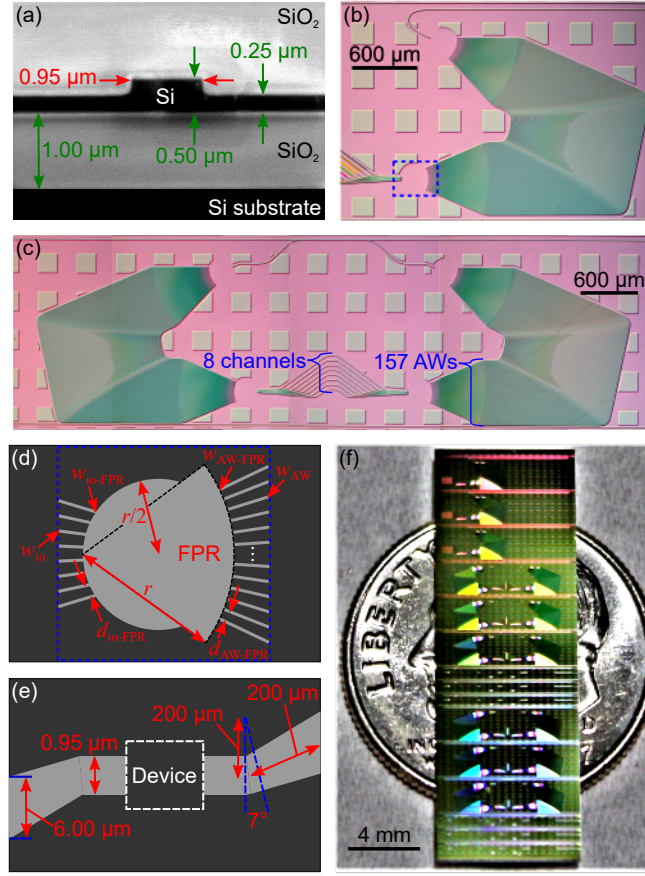 (a)
SiO₂
0.25 µm
0.95 µm
Si
1.00 µm
0.50 µm
SiO₂
Si substrate
(b)
600 µm
(c)
600 µm
8 channels
157 AWs
(d)
w_io-FPR
w_AW-FPR
w_AW
r/2
FPR
w_io
r
d_io-FPR
d_AW-FPR
(e)
200 µm
200 µm
0.95 µm
Device
6.00 µm
7°
(f)
LIBERTY
4 mm